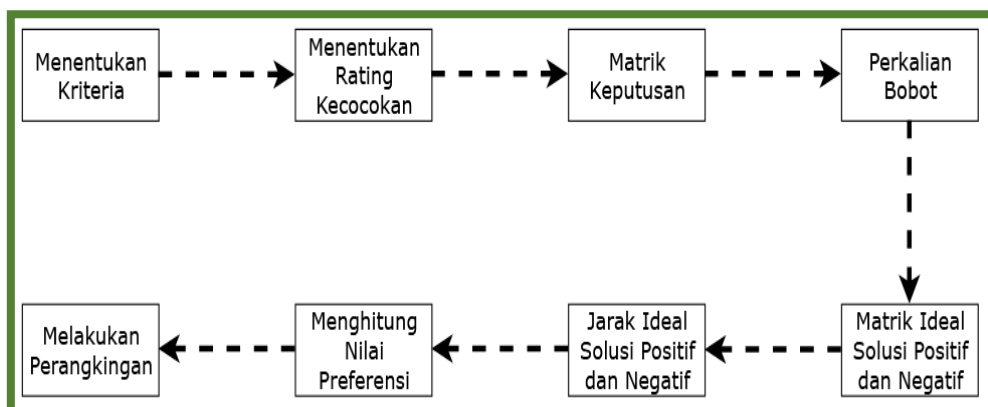 Menentukan
Kriteria
Menentukan
Rating
Kecocokan
Matrik
Keputusan
Perkalian
Bobot
Matrik Ideal
Solusi Positif
dan Negatif
Jarak Ideal
Solusi Positif
dan Negatif
Menghitung
Nilai
Preferensi
Melakukan
Perangkingan